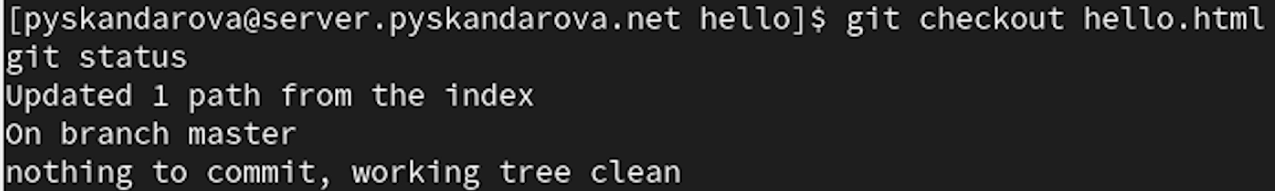 [pyskandarova@server.pyskandarova.net hello]$ git checkout hello.html
git status
Updated 1 path from the index
On branch master
nothing to commit, working tree clean